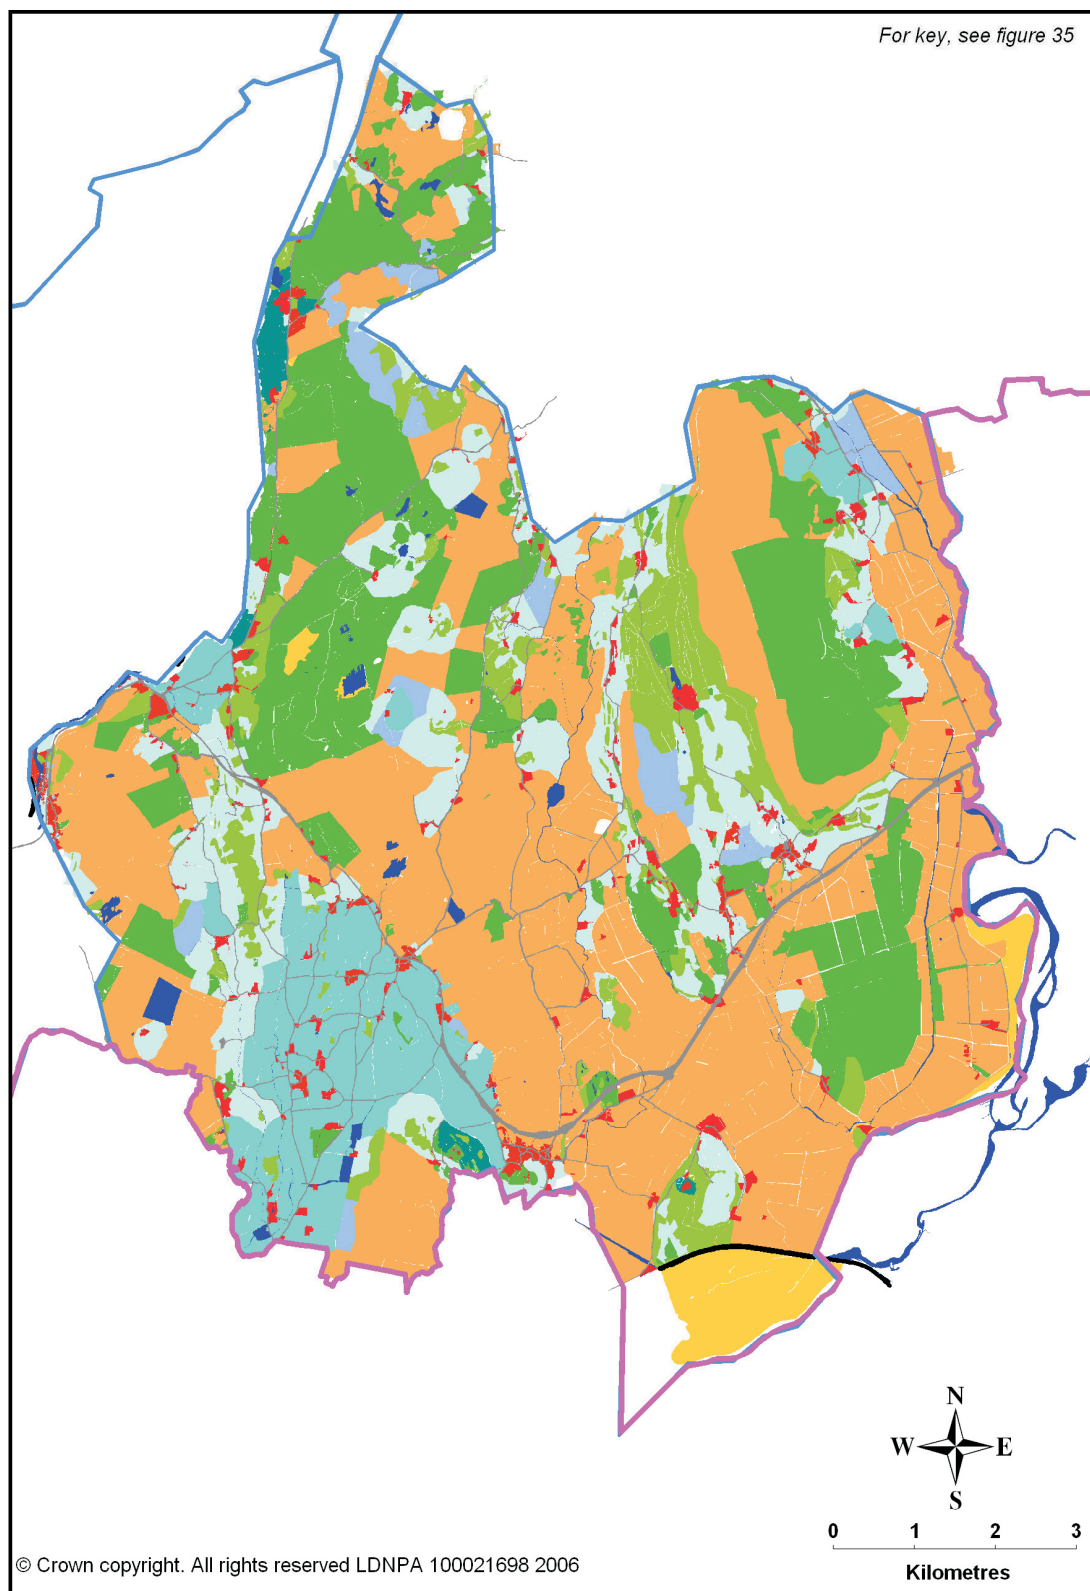 For key, see figure 35
N
W E
S
0 1 2 3
Kilometres
© Crown copyright. All rights reserved LDNPA 100021698 2006